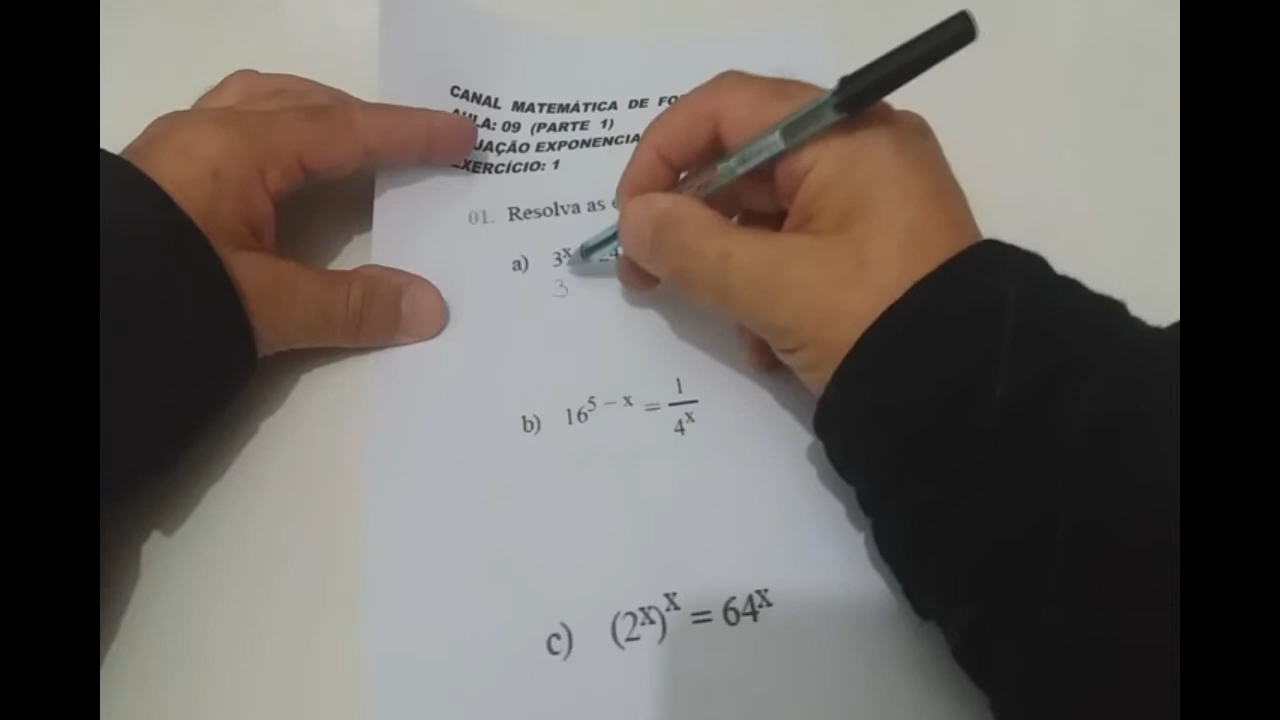 CANAL MATEMÁTICA DE
AULA: 09 (PARTE 1)
EXERCÍCIO: 1
01. Resolva as
a) 3ˣ
3
b) 16⁵ ⁻ ˣ = 1/4ˣ
c) (2ˣ)ˣ = 64ˣ